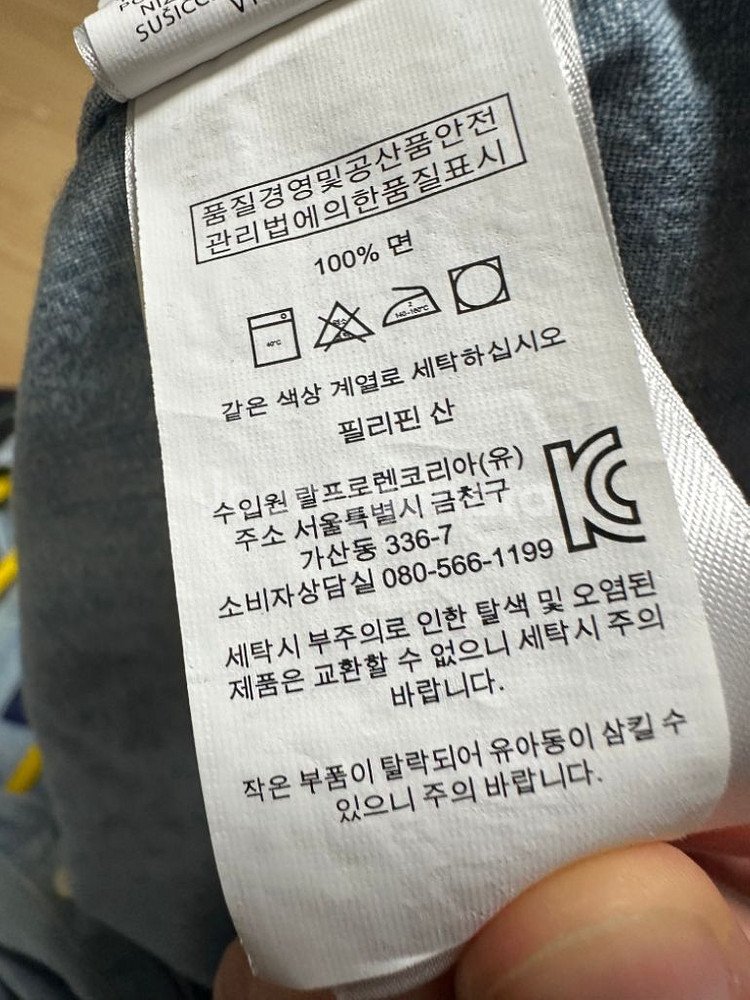 SUŠICC
품질경영및공산품안전
관리법에의한품질표시
100% 면
40°C
2
140-160°C
같은 색상 계열로 세탁하십시오
필리핀 산
수입원 랄프로렌코리아(유)
주소 서울특별시 금천구
가산동 336-7
소비자상담실 080-566-1199
세탁시 부주의로 인한 탈색 및 오염된
제품은 교환할 수 없으니 세탁시 주의
바랍니다.
작은 부품이 탈락되어 유아동이 삼킬 수
있으니 주의 바랍니다.